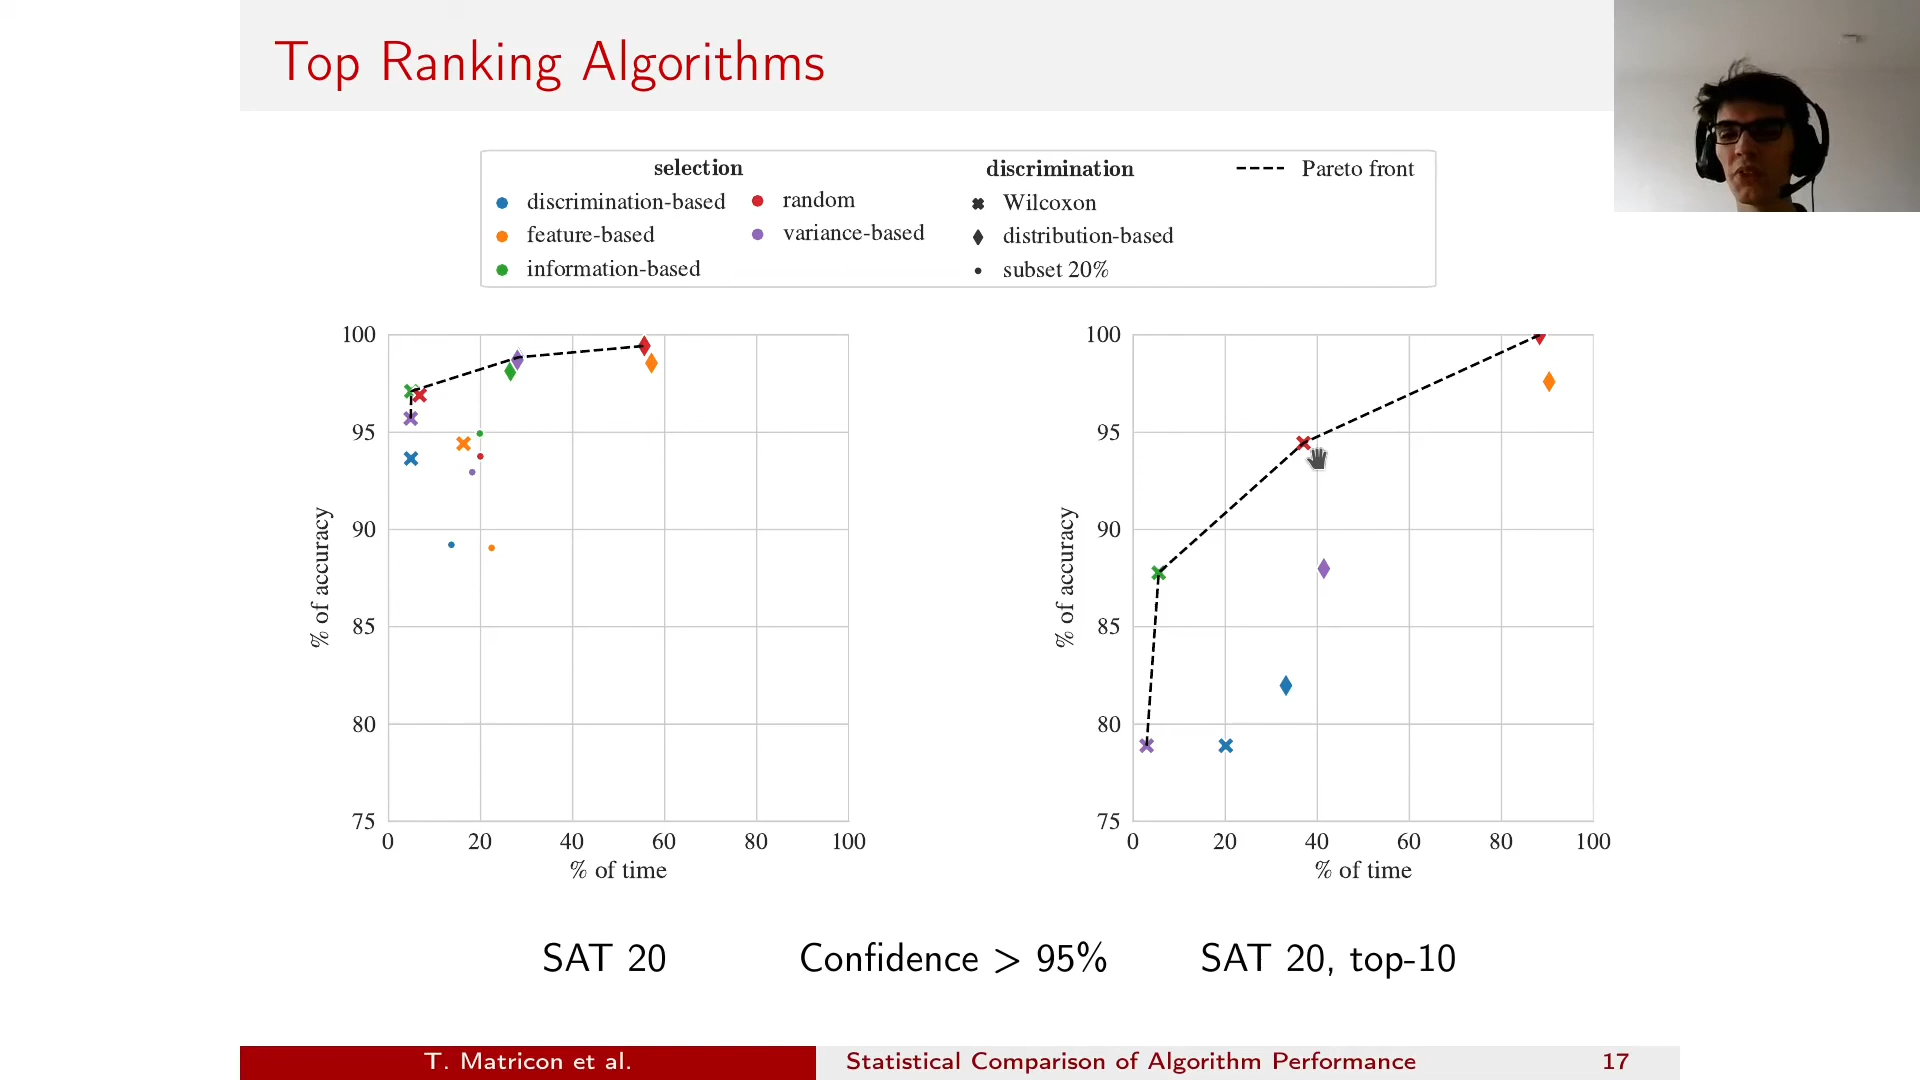 Top Ranking Algorithms
selection
discrimination-based
feature-based
information-based
random
variance-based
discrimination
Wilcoxon
distribution-based
subset 20%
Pareto front
100
95
90
85
80
75
% of accuracy
0 20 40 60 80 100
% of time
100
95
90
85
80
75
% of accuracy
0 20 40 60 80 100
% of time
SAT 20
Confidence > 95%
SAT 20, top-10
T. Matricon et al.
Statistical Comparison of Algorithm Performance
17